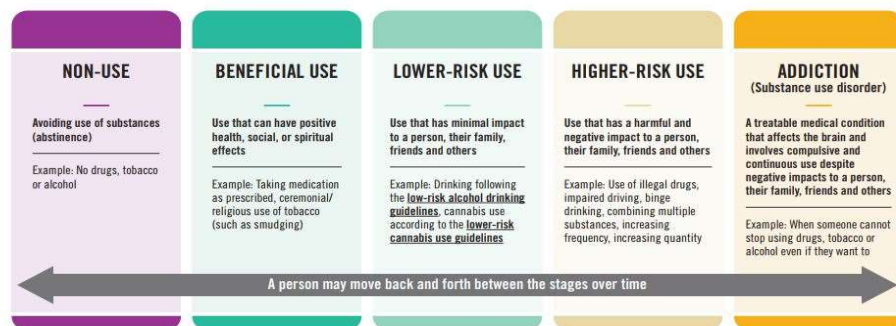 NON-USE
Avoiding use of substances
(abstinence)
Example: No drugs, tobacco
or alcohol
BENEFICIAL USE
Use that can have positive
health, social, or spiritual
effects
Example: Taking medication
as prescribed, ceremonial/
religious use of tobacco
(such as smudging)
LOWER-RISK USE
Use that has minimal impact
to a person, their family,
friends and others
Example: Drinking following
the low-risk alcohol drinking
guidelines, cannabis use
according to the lower-risk
cannabis use guidelines
HIGHER-RISK USE
Use that has a harmful and
negative impact to a person,
their family, friends and others
Example: Use of illegal drugs,
impaired driving, binge
drinking, combining multiple
substances, increasing
frequency, increasing quantity
ADDICTION
(Substance use disorder)
A treatable medical condition
that affects the brain and
involves compulsive and
continuous use despite
negative impacts to a person,
their family, friends and others
Example: When someone cannot
stop using drugs, tobacco or
alcohol even if they want to
A person may move back and forth between the stages over time